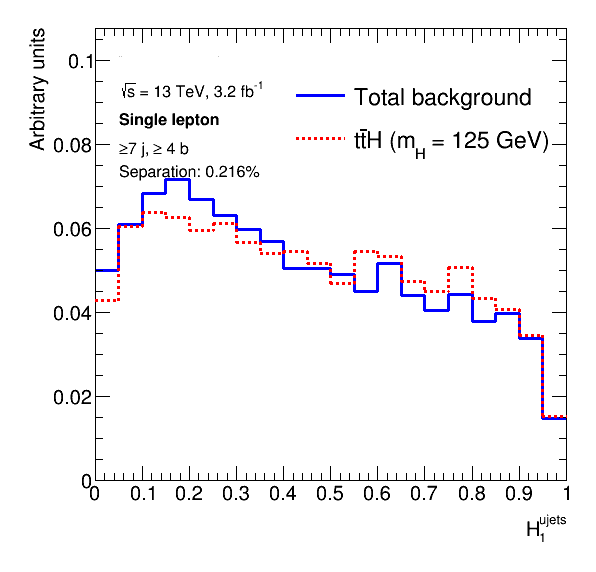 Arbitrary units
0.1
0.08
0.06
0.04
0.02
0
√s = 13 TeV, 3.2 fb⁻¹
Single lepton
≥7 j, ≥ 4 b
Separation: 0.216%
Total background
tt̄H (m_H = 125 GeV)
0 0.1 0.2 0.3 0.4 0.5 0.6 0.7 0.8 0.9 1
H₁ᵘʲᵉᵗˢ